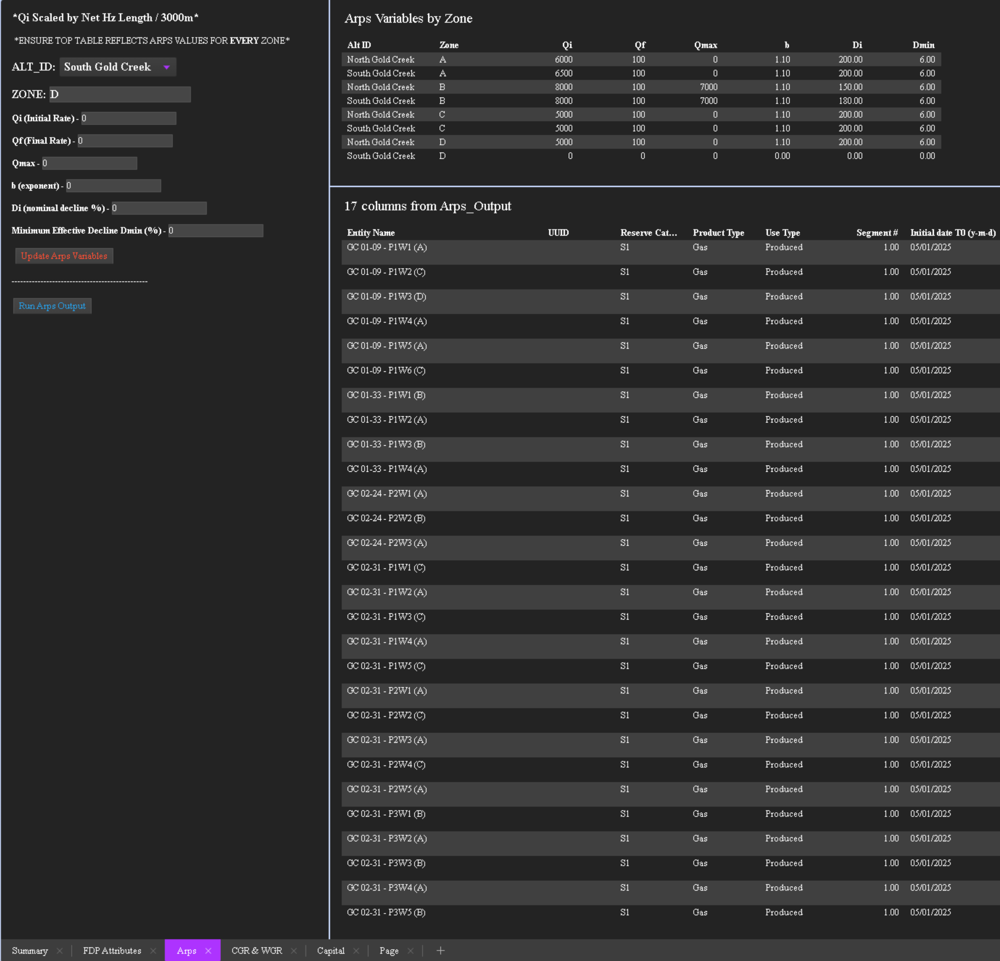 *Qi Scaled by Net Hz Length / 3000m*
*ENSURE TOP TABLE REFLECTS ARPS VALUES FOR EVERY ZONE*
ALT_ID: South Gold Creek
ZONE: D
Qi (Initial Rate) - 0
Qf (Final Rate) - 0
Qmax - 0
b (exponent) - 0
Di (nominal decline %) - 0
Minimum Effective Decline Dmin (%) - 0
Update Arps Variables
-----------------------------------------------
Run Arps Output
Arps Variables by Zone
Alt ID Zone Qi Qf Qmax b Di Dmin
North Gold Creek A 6000 100 0 1.10 200.00 6.00
South Gold Creek A 6500 100 0 1.10 200.00 6.00
North Gold Creek B 8000 100 7000 1.10 150.00 6.00
South Gold Creek B 8000 100 7000 1.10 180.00 6.00
North Gold Creek C 5000 100 0 1.10 200.00 6.00
South Gold Creek C 5000 100 0 1.10 200.00 6.00
North Gold Creek D 5000 100 0 1.10 200.00 6.00
South Gold Creek D 0 0 0 0.00 0.00 0.00
17 columns from Arps_Output
Entity Name UUID Reserve Cat... Product Type Use Type Segment # Initial date T0 (y-m-d)
GC 01-09 - P1W1 (A) S1 Gas Produced 1.00 05/01/2025
GC 01-09 - P1W2 (C) S1 Gas Produced 1.00 05/01/2025
GC 01-09 - P1W3 (D) S1 Gas Produced 1.00 05/01/2025
GC 01-09 - P1W4 (A) S1 Gas Produced 1.00 05/01/2025
GC 01-09 - P1W5 (A) S1 Gas Produced 1.00 05/01/2025
GC 01-09 - P1W6 (C) S1 Gas Produced 1.00 05/01/2025
GC 01-33 - P1W1 (B) S1 Gas Produced 1.00 05/01/2025
GC 01-33 - P1W2 (A) S1 Gas Produced 1.00 05/01/2025
GC 01-33 - P1W3 (B) S1 Gas Produced 1.00 05/01/2025
GC 01-33 - P1W4 (A) S1 Gas Produced 1.00 05/01/2025
GC 02-24 - P2W1 (A) S1 Gas Produced 1.00 05/01/2025
GC 02-24 - P2W2 (B) S1 Gas Produced 1.00 05/01/2025
GC 02-24 - P2W3 (A) S1 Gas Produced 1.00 05/01/2025
GC 02-31 - P1W1 (C) S1 Gas Produced 1.00 05/01/2025
GC 02-31 - P1W2 (A) S1 Gas Produced 1.00 05/01/2025
GC 02-31 - P1W3 (C) S1 Gas Produced 1.00 05/01/2025
GC 02-31 - P1W4 (A) S1 Gas Produced 1.00 05/01/2025
GC 02-31 - P1W5 (C) S1 Gas Produced 1.00 05/01/2025
GC 02-31 - P2W1 (A) S1 Gas Produced 1.00 05/01/2025
GC 02-31 - P2W2 (C) S1 Gas Produced 1.00 05/01/2025
GC 02-31 - P2W3 (A) S1 Gas Produced 1.00 05/01/2025
GC 02-31 - P2W4 (C) S1 Gas Produced 1.00 05/01/2025
GC 02-31 - P2W5 (A) S1 Gas Produced 1.00 05/01/2025
GC 02-31 - P3W1 (B) S1 Gas Produced 1.00 05/01/2025
GC 02-31 - P3W2 (A) S1 Gas Produced 1.00 05/01/2025
GC 02-31 - P3W3 (B) S1 Gas Produced 1.00 05/01/2025
GC 02-31 - P3W4 (A) S1 Gas Produced 1.00 05/01/2025
GC 02-31 - P3W5 (B) S1 Gas Produced 1.00 05/01/2025
Summary FDP Attributes Arps CGR & WGR Capital Page